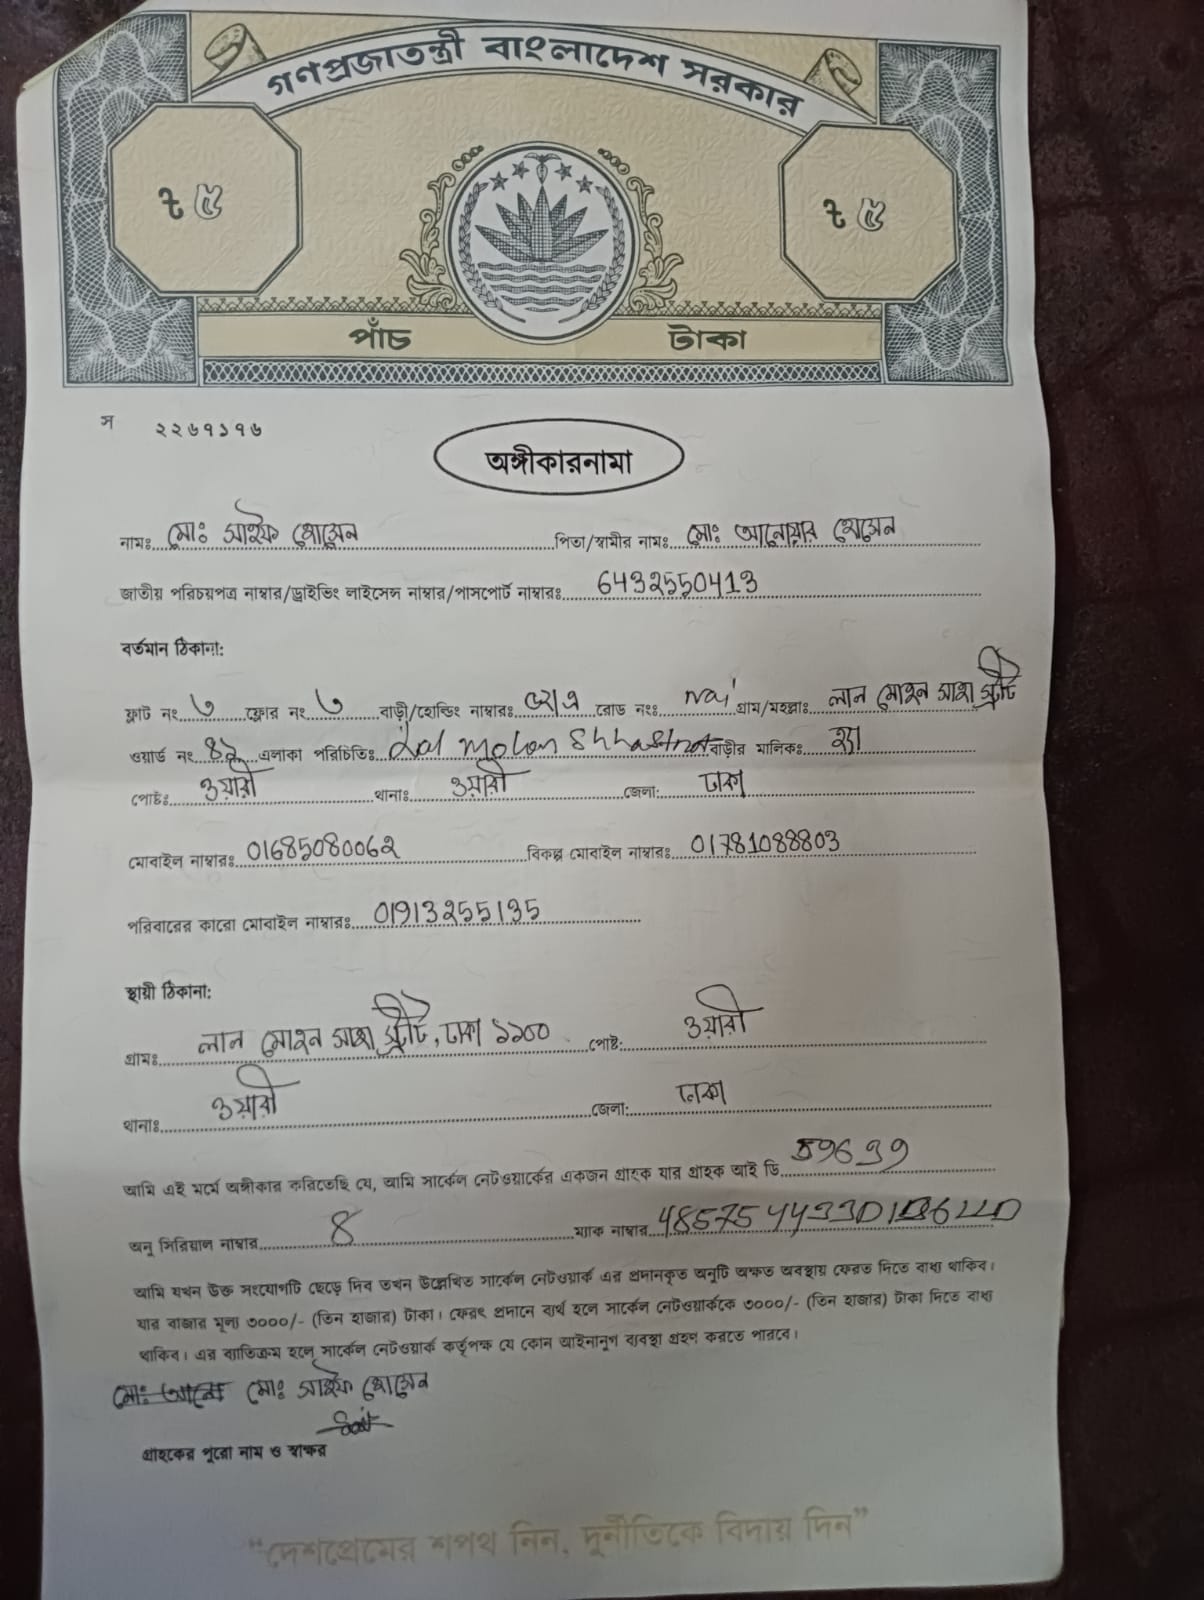 গণপ্রজাতন্ত্রী বাংলাদেশ সরকার
৳ ৫ ৳ ৫
পাঁচ টাকা
স ২২৬৭১৭৬
অঙ্গীকারনামা
নামঃ মোঃ সাইফ হোসেন পিতা/স্বামীর নামঃ মোঃ আনোয়ার হোসেন
জাতীয় পরিচয়পত্র নাম্বার/ড্রাইভিং লাইসেন্স নাম্বার/পাসপোর্ট নাম্বারঃ 6432550413
বর্তমান ঠিকানা:
ফ্লাট নং ৩ ফ্লোর নং ৩ বাড়ী/হোল্ডিং নাম্বারঃ রোড নংঃ গ্রাম/মহল্লাঃ লাল মোহন সাহা স্ট্রীট
ওয়ার্ড নং এলাকা পরিচিতিঃ Lal mohon বাড়ীর মালিকঃ
পোষ্টঃ ওয়ারী থানাঃ ওয়ারী জেলা: ঢাকা
মোবাইল নাম্বারঃ 01685080062 বিকল্প মোবাইল নাম্বারঃ 01781088803
পরিবারের কারো মোবাইল নাম্বারঃ 01913255135
স্থায়ী ঠিকানা:
গ্রামঃ লাল মোহন সাহা স্ট্রীট, ঢাকা ১১০০ পোষ্ট: ওয়ারী
থানাঃ ওয়ারী জেলা: ঢাকা
আমি এই মর্মে অঙ্গীকার করিতেছি যে, আমি সার্কেল নেটওয়ার্কের একজন গ্রাহক যার গ্রাহক আই ডি
অনু সিরিয়াল নাম্বার 8 ম্যাক নাম্বার
আমি যখন উক্ত সংযোগটি ছেড়ে দিব তখন উল্লেখিত সার্কেল নেটওয়ার্ক এর প্রদানকৃত অনুটি অক্ষত অবস্থায় ফেরত দিতে বাধ্য থাকিব।
যার বাজার মূল্য ৩০০০/- (তিন হাজার) টাকা। ফেরৎ প্রদানে ব্যর্থ হলে সার্কেল নেটওয়ার্ককে ৩০০০/- (তিন হাজার) টাকা দিতে বাধ্য
থাকিব। এর ব্যতিক্রম হলে সার্কেল নেটওয়ার্ক কর্তৃপক্ষ যে কোন আইনানুগ ব্যবস্থা গ্রহণ করতে পারবে।
মোঃ আনো মোঃ সাইফ হোসেন
গ্রাহকের পুরো নাম ও স্বাক্ষর
"দেশপ্রেমের শপথ নিন, দুর্নীতিকে বিদায় দিন"